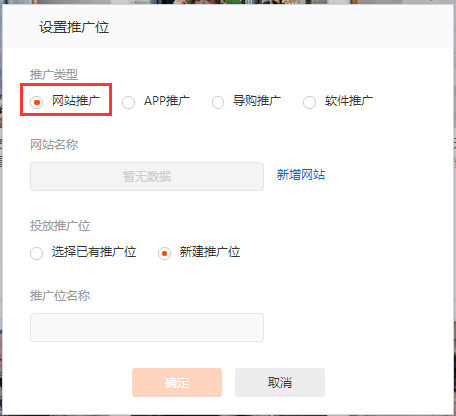 设置推广位
推广类型
网站推广 APP推广 导购推广 软件推广
网站名称
暂无数据 新增网站
投放推广位
选择已有推广位 新建推广位
推广位名称
确定 取消